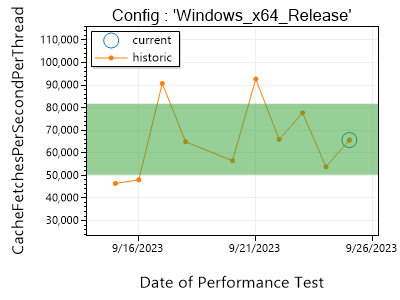 Config : 'Windows_x64_Release'
CacheFetchesPerSecondPerThread
110,000
100,000
90,000
80,000
70,000
60,000
50,000
40,000
30,000
current
historic
9/16/2023
9/21/2023
9/26/2023
Date of Performance Test